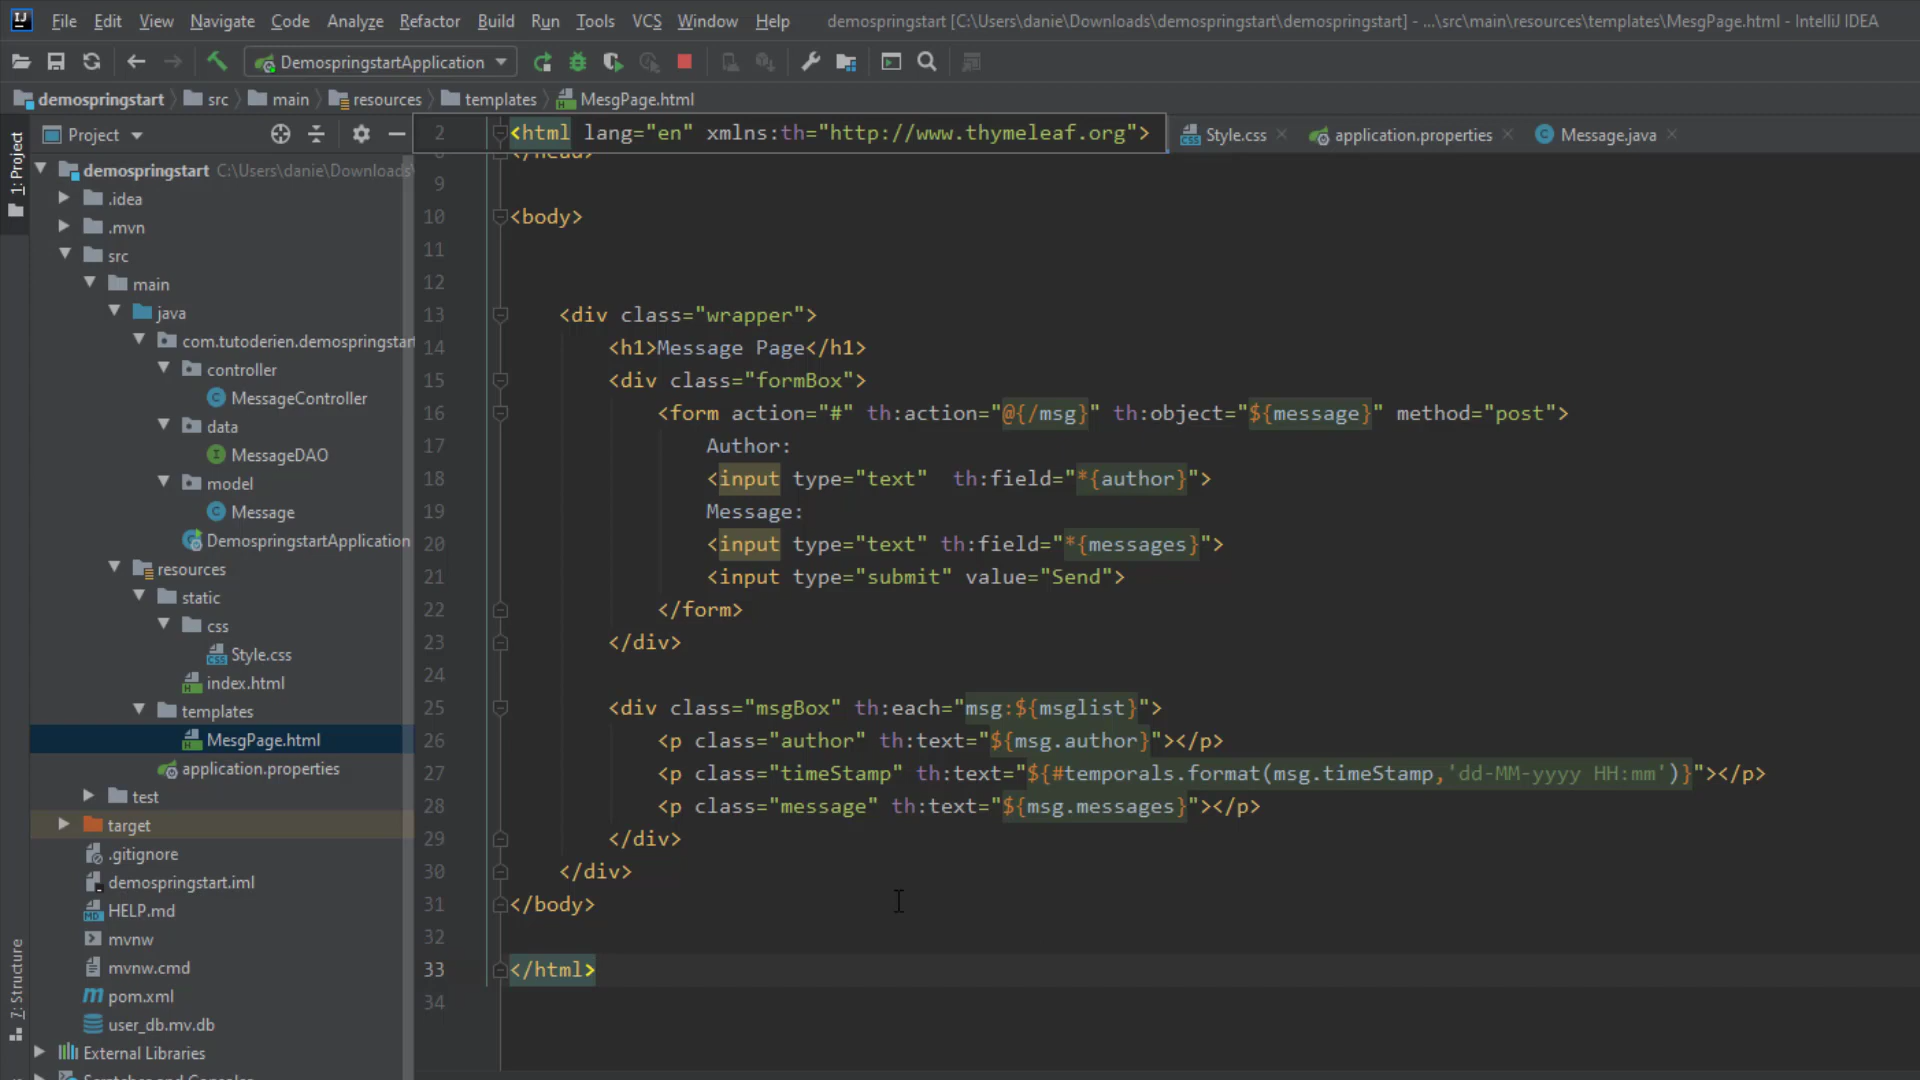 File Edit View Navigate Code Analyze Refactor Build Run Tools VCS Window Help demospringstart [C:\Users\danie\Downloads\demospringstart\demospringstart] - ...\src\main\resources\templates\MesgPage.html - IntelliJ IDEA
DemospringstartApplication
demospringstart src main resources templates MesgPage.html
1: Project
Project
2 <html lang="en" xmlns:th="http://www.thymeleaf.org">
Style.css application.properties Message.java
demospringstart C:\Users\danie\Downloads\
.idea
.mvn
src
main
java
com.tutoderien.demospringstart
controller
MessageController
data
MessageDAO
model
Message
DemospringstartApplication
resources
static
css
Style.css
index.html
templates
MesgPage.html
application.properties
test
target
.gitignore
demospringstart.iml
HELP.md
mvnw
mvnw.cmd
pom.xml
user_db.mv.db
External Libraries
7: Structure
</head>
9
10 <body>
11
12
13 <div class="wrapper">
14 <h1>Message Page</h1>
15 <div class="formBox">
16 <form action="#" th:action="@{/msg}" th:object="${message}" method="post">
17 Author:
18 <input type="text"  th:field="*{author}">
19 Message:
20 <input type="text" th:field="*{messages}">
21 <input type="submit" value="Send">
22 </form>
23 </div>
24
25 <div class="msgBox" th:each="msg:${msglist}">
26 <p class="author" th:text="${msg.author}"></p>
27 <p class="timeStamp" th:text="${#temporals.format(msg.timeStamp,'dd-MM-yyyy HH:mm')}"></p>
28 <p class="message" th:text="${msg.messages}"></p>
29 </div>
30 </div>
31 </body>
32
33 </html>
34